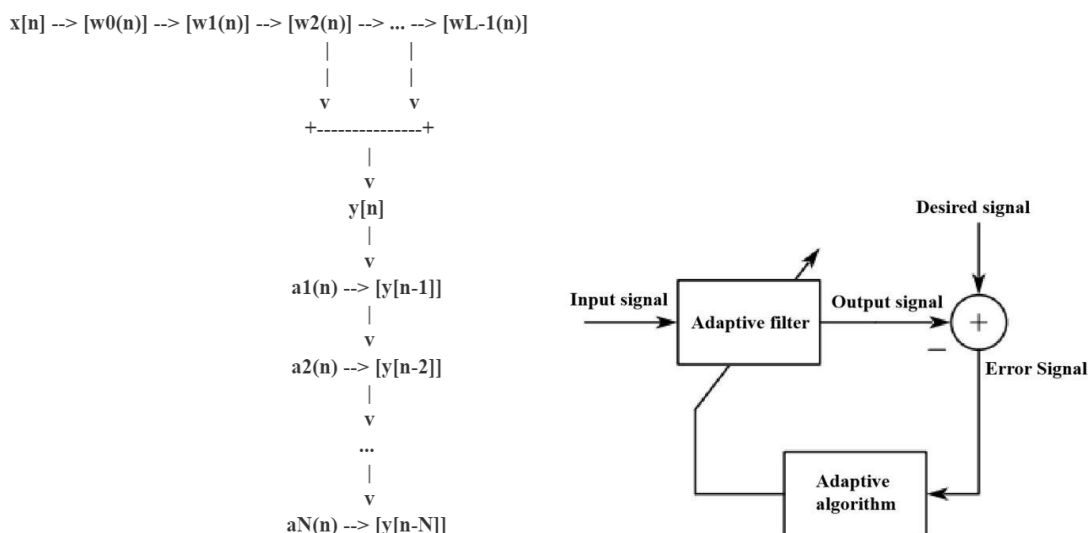 x[n] --> [w0(n)] --> [w1(n)] --> [w2(n)] --> ... --> [wL-1(n)]
| |
| |
v v
+---------------+
|
v
y[n]
|
v
a1(n) --> [y[n-1]]
|
v
a2(n) --> [y[n-2]]
|
v
...
|
v
aN(n) --> [y[n-N]]
Desired signal
Input signal
Adaptive filter
Output signal
+
−
Error Signal
Adaptive
algorithm